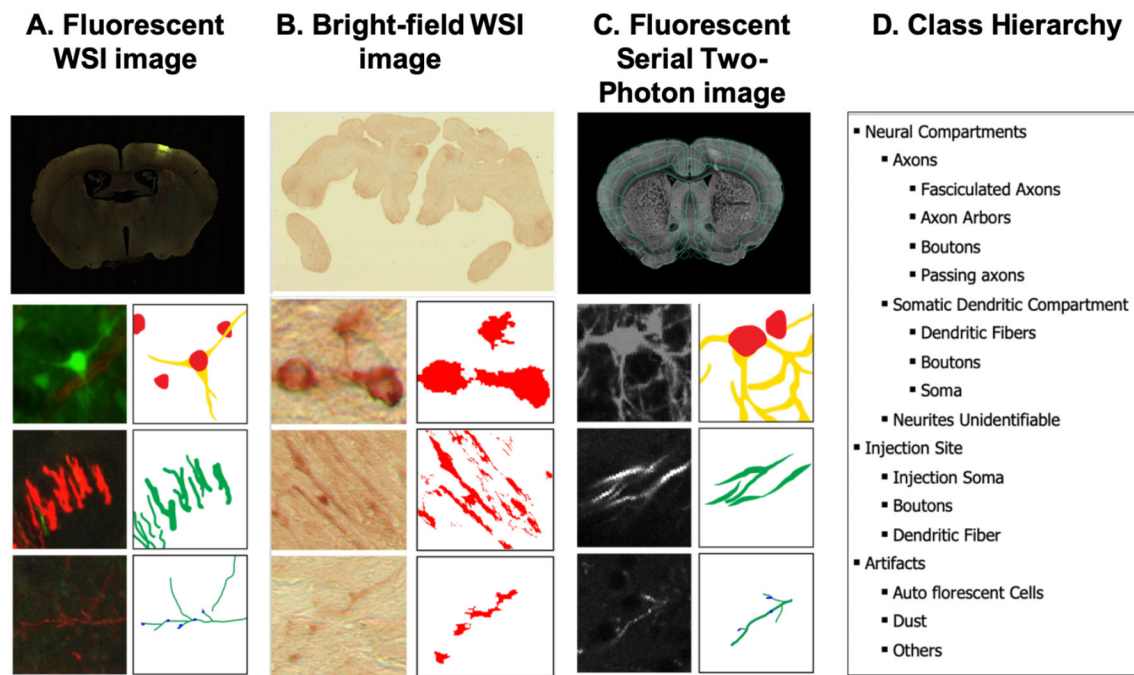 A. Fluorescent
WSI image
B. Bright-field WSI
image
C. Fluorescent
Serial Two-
Photon image
D. Class Hierarchy
▪ Neural Compartments
▪ Axons
▪ Fasciculated Axons
▪ Axon Arbors
▪ Boutons
▪ Passing axons
▪ Somatic Dendritic Compartment
▪ Dendritic Fibers
▪ Boutons
▪ Soma
▪ Neurites Unidentifiable
▪ Injection Site
▪ Injection Soma
▪ Boutons
▪ Dendritic Fiber
▪ Artifacts
▪ Auto florescent Cells
▪ Dust
▪ Others